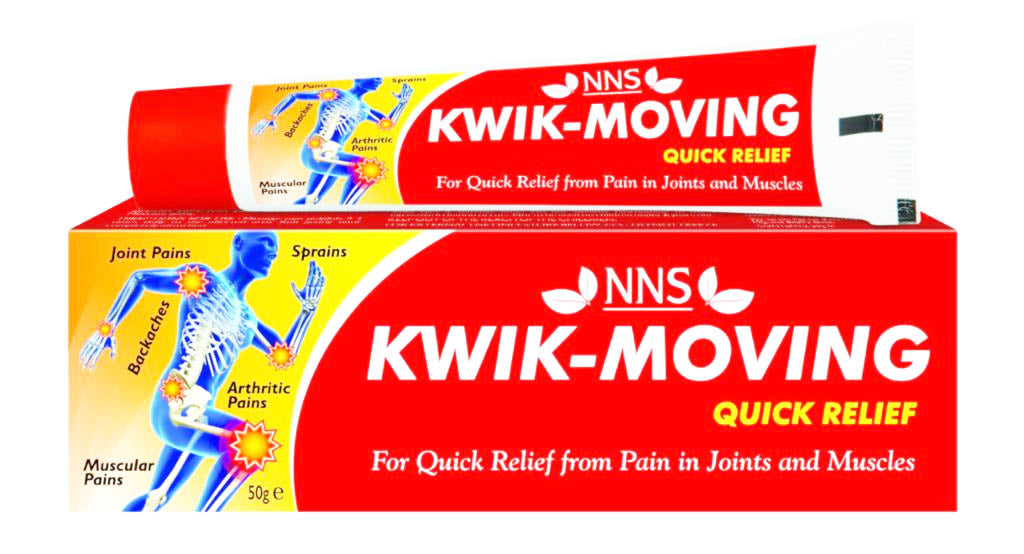 Joint Pains
Sprains
Backaches
Arthritic
Pains
Muscular
Pains
NNS
KWIK-MOVING
QUICK RELIEF
For Quick Relief from Pain in Joints and Muscles
Joint Pains
Sprains
Backaches
Arthritic
Pains
Muscular
Pains
50g e
NNS
KWIK-MOVING
QUICK RELIEF
For Quick Relief from Pain in Joints and Muscles